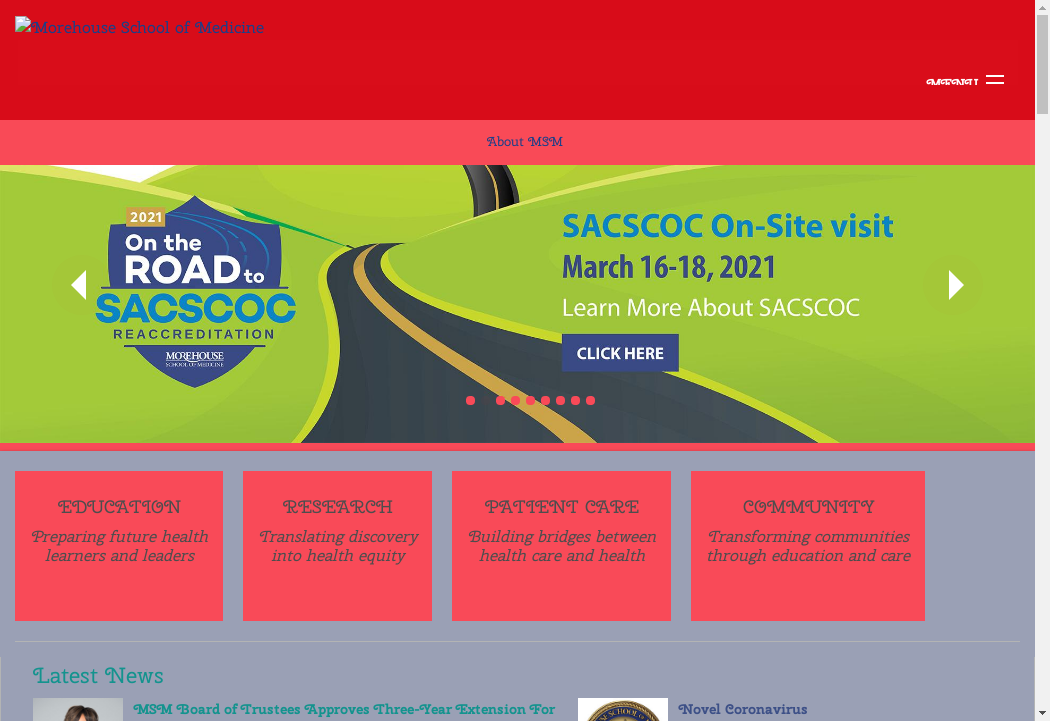 Morehouse School of Medicine
About MSM
2021
On the
ROAD to
SACSCOC
REACCREDITATION
MOREHOUSE
SCHOOL OF MEDICINE
SACSCOC On-Site visit
March 16-18, 2021
Learn More About SACSCOC
CLICK HERE
EDUCATION
Preparing future health
learners and leaders
RESEARCH
Translating discovery
into health equity
PATIENT CARE
Building bridges between
health care and health
COMMUNITY
Transforming communities
through education and care
Latest News
MSM Board of Trustees Approves Three-Year Extension For
Novel Coronavirus